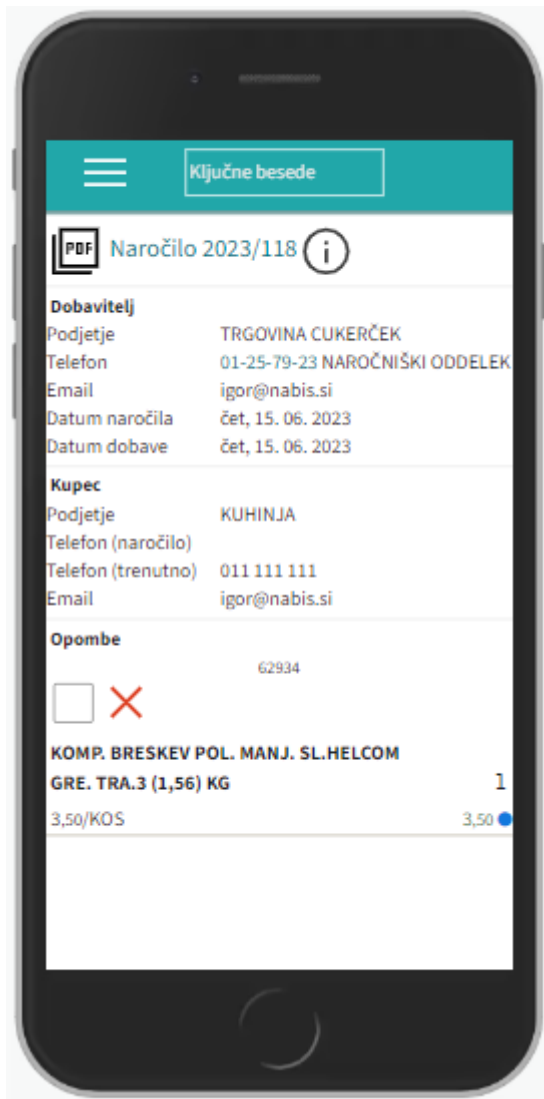 Ključne besede
PDF Naročilo 2023/118 i
Dobavitelj
Podjetje TRGOVINA CUKERČEK
Telefon 01-25-79-23 NAROČNIŠKI ODDELEK
Email igor@nabis.si
Datum naročila čet, 15. 06. 2023
Datum dobave čet, 15. 06. 2023
Kupec
Podjetje KUHINJA
Telefon (naročilo)
Telefon (trenutno) 011 111 111
Email igor@nabis.si
Opombe
62934
KOMP. BRESKEV POL. MANJ. SL.HELCOM
GRE. TRA.3 (1,56) KG 1
3,50/KOS 3,50